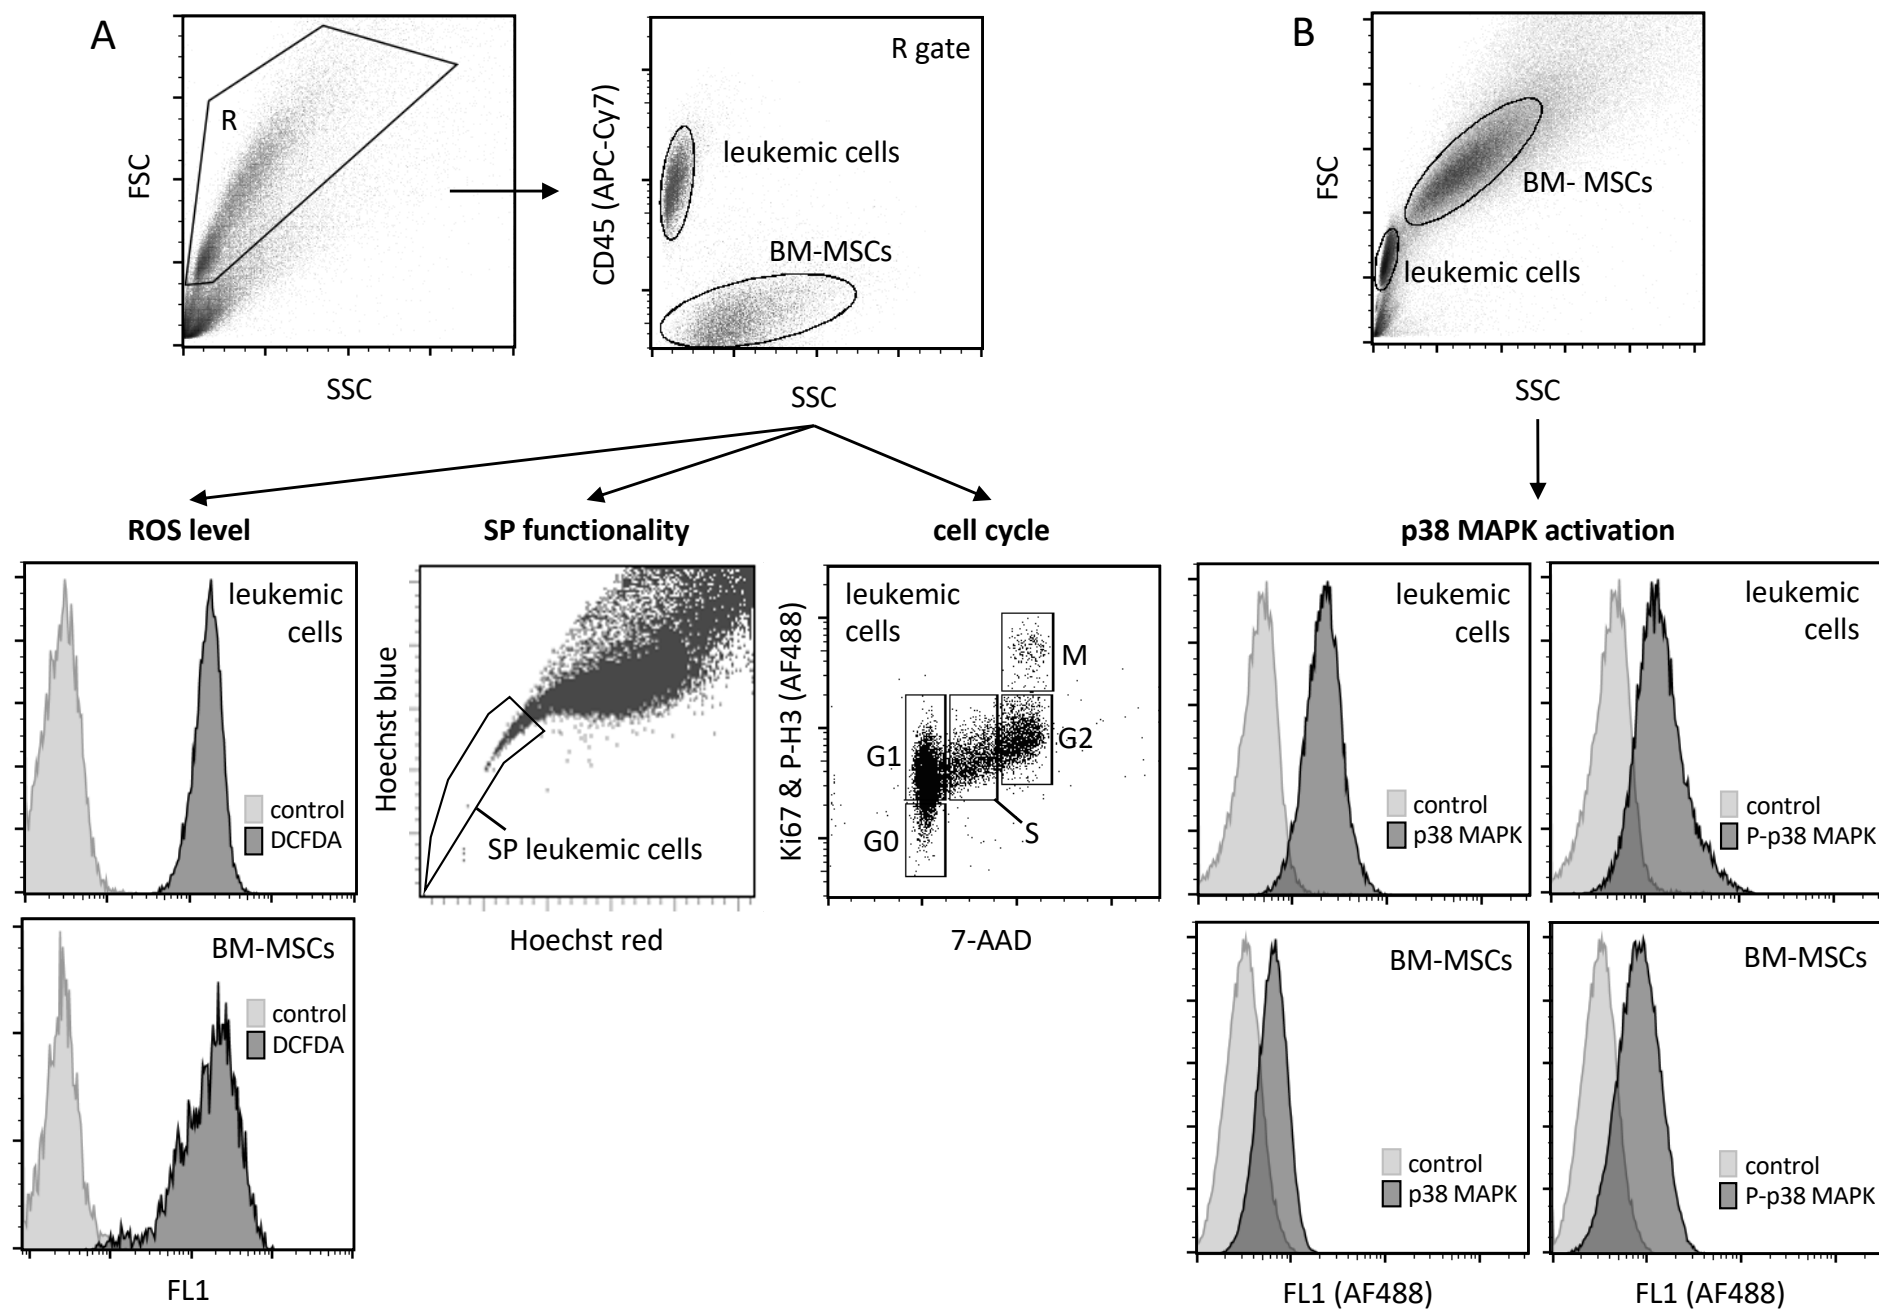 A
FSC
R
SSC
R gate
CD45 (APC-Cy7)
leukemic cells
BM-MSCs
SSC
B
FSC
BM- MSCs
leukemic cells
SSC
ROS level
SP functionality
cell cycle
p38 MAPK activation
leukemic
cells
control
DCFDA
BM-MSCs
control
DCFDA
FL1
Hoechst blue
SP leukemic cells
Hoechst red
Ki67 & P-H3 (AF488)
leukemic
cells
M
G1
G2
G0
S
7-AAD
leukemic
cells
control
p38 MAPK
leukemic
cells
control
P-p38 MAPK
BM-MSCs
control
p38 MAPK
FL1 (AF488)
BM-MSCs
control
P-p38 MAPK
FL1 (AF488)